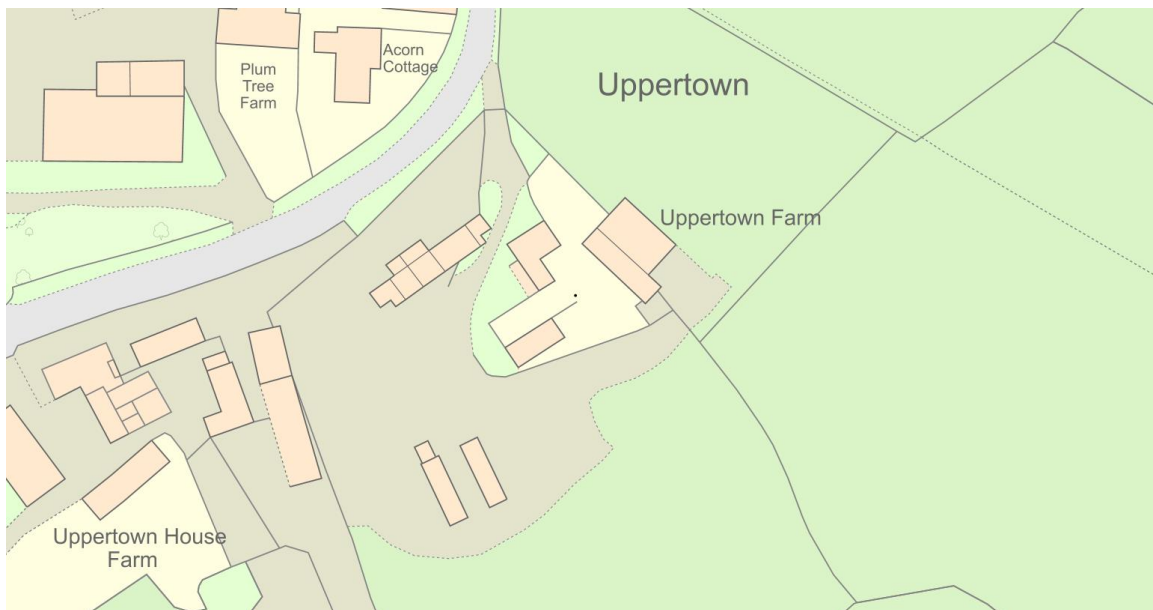 Acorn
Cottage
Plum
Tree
Farm
Uppertown
Uppertown Farm
Uppertown House
Farm